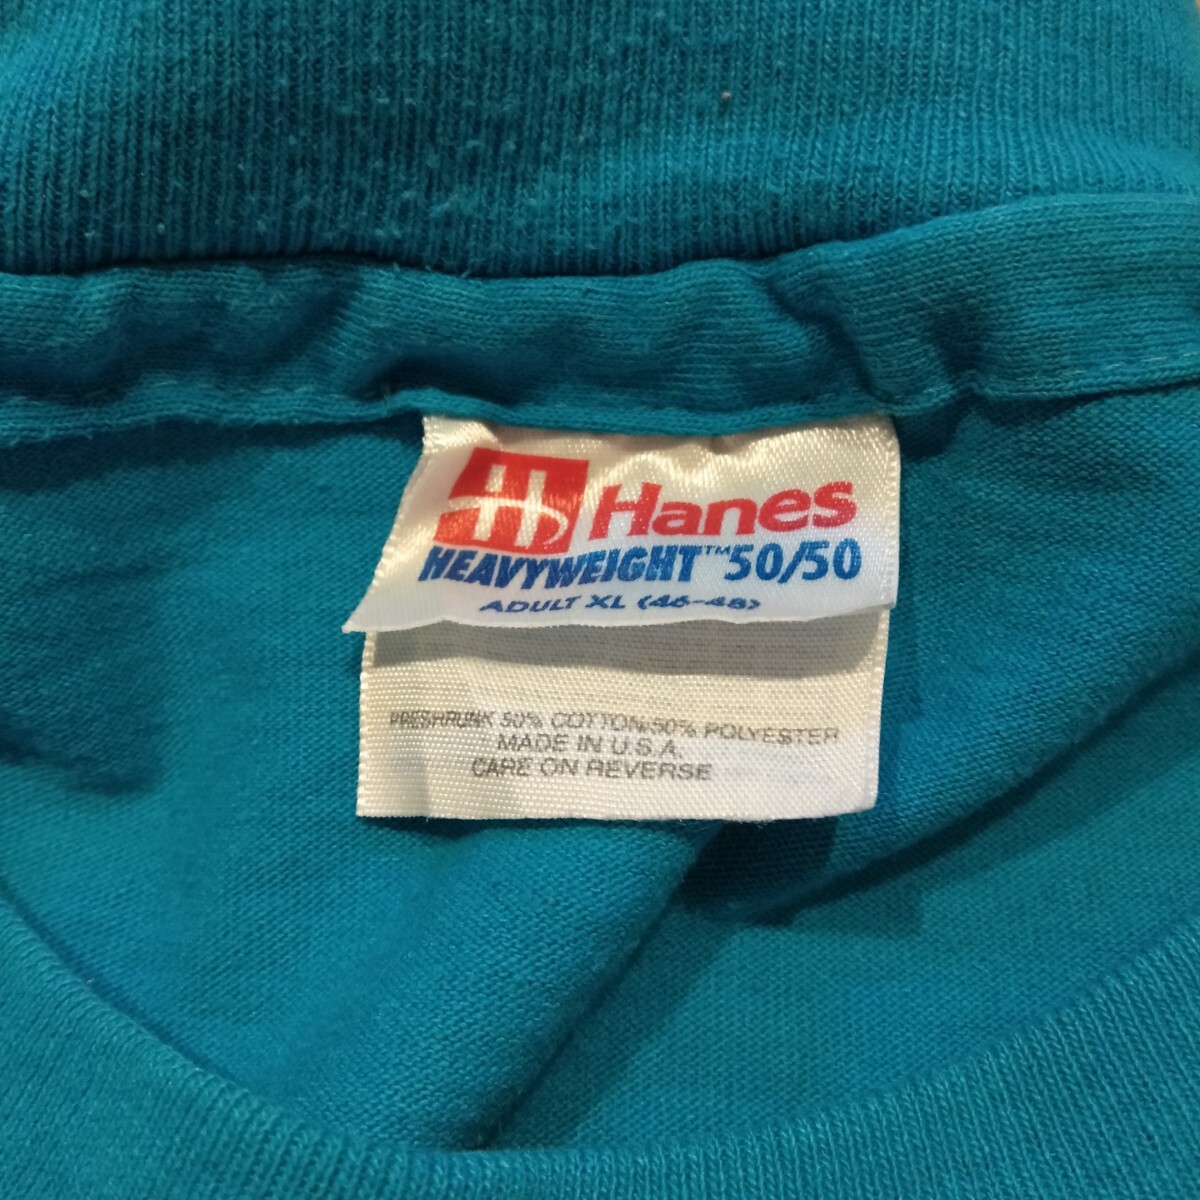 Hanes
HEAVYWEIGHT™ 50/50
ADULT XL (46-48)
PRESHRUNK 50% COTTON/50% POLYESTER
MADE IN U.S.A.
CARE ON REVERSE